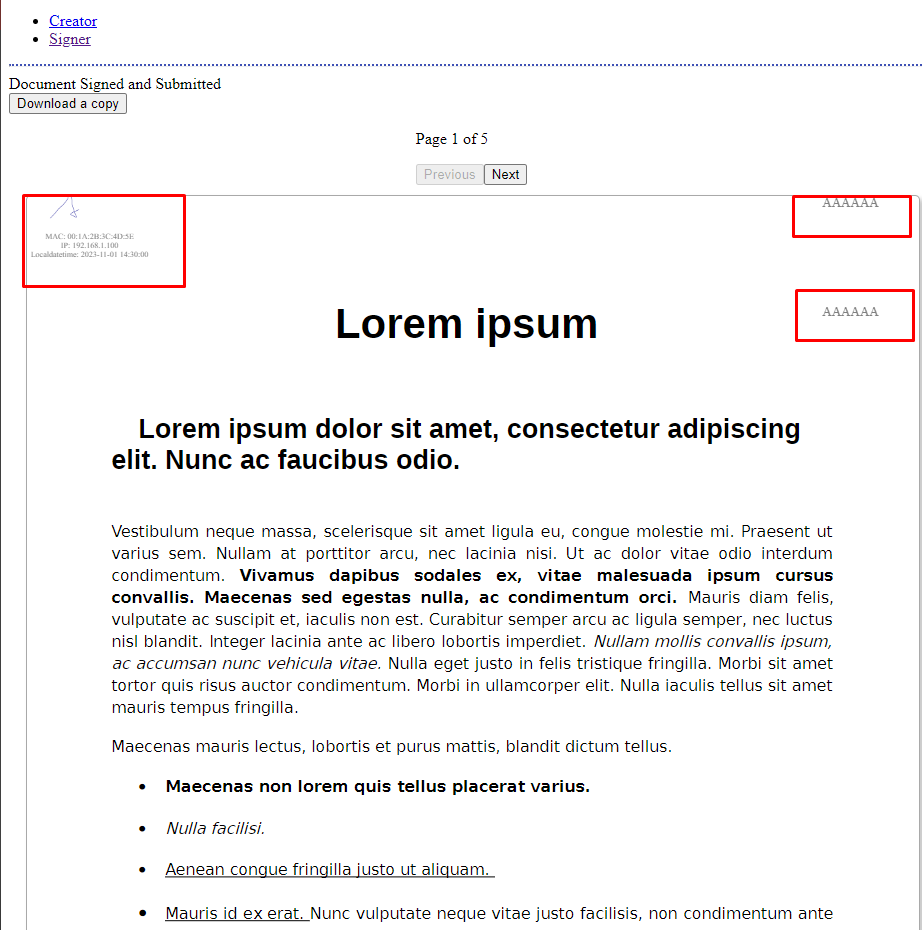 Creator
Signer
Document Signed and Submitted
Download a copy
Page 1 of 5
Previous Next
AAAAAA
MAC: 00:1A:2B:3C:4D:5E
IP: 192.168.1.100
Localdatetime: 2023-11-01 14:30:00
AAAAAA
Lorem ipsum
Lorem ipsum dolor sit amet, consectetur adipiscing
elit. Nunc ac faucibus odio.
Vestibulum neque massa, scelerisque sit amet ligula eu, congue molestie mi. Praesent ut
varius sem. Nullam at porttitor arcu, nec lacinia nisi. Ut ac dolor vitae odio interdum
condimentum. Vivamus dapibus sodales ex, vitae malesuada ipsum cursus
convallis. Maecenas sed egestas nulla, ac condimentum orci. Mauris diam felis,
vulputate ac suscipit et, iaculis non est. Curabitur semper arcu ac ligula semper, nec luctus
nisl blandit. Integer lacinia ante ac libero lobortis imperdiet. Nullam mollis convallis ipsum,
ac accumsan nunc vehicula vitae. Nulla eget justo in felis tristique fringilla. Morbi sit amet
tortor quis risus auctor condimentum. Morbi in ullamcorper elit. Nulla iaculis tellus sit amet
mauris tempus fringilla.
Maecenas mauris lectus, lobortis et purus mattis, blandit dictum tellus.
Maecenas non lorem quis tellus placerat varius.
Nulla facilisi.
Aenean congue fringilla justo ut aliquam.
Mauris id ex erat. Nunc vulputate neque vitae justo facilisis, non condimentum ante